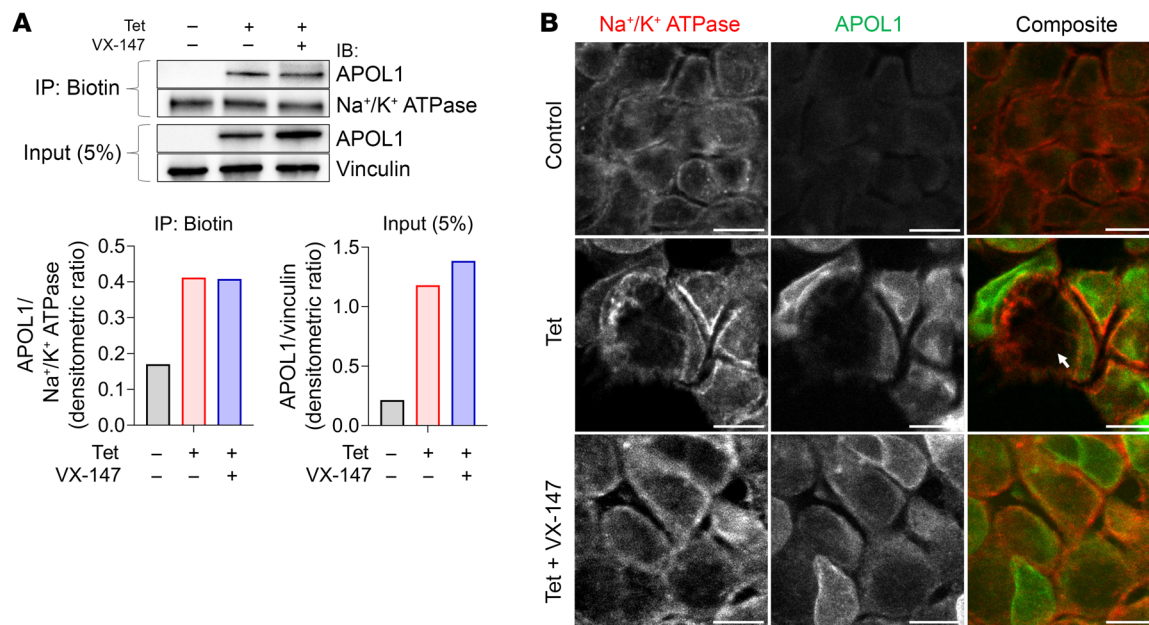 A
Tet – + +
VX-147 – – +
IB:
IP: Biotin
APOL1
Na⁺/K⁺ ATPase
Input (5%)
APOL1
Vinculin
IP: Biotin
APOL1/
Na⁺/K⁺ ATPase
(densitometric ratio)
0.5
0.4
0.3
0.2
0.1
0.0
Tet – + +
VX-147 – – +
Input (5%)
APOL1/vinculin
(densitometric ratio)
1.5
1.0
0.5
0.0
Tet – + +
VX-147 – – +
B
Na⁺/K⁺ ATPase APOL1 Composite
Control
Tet
Tet + VX-147